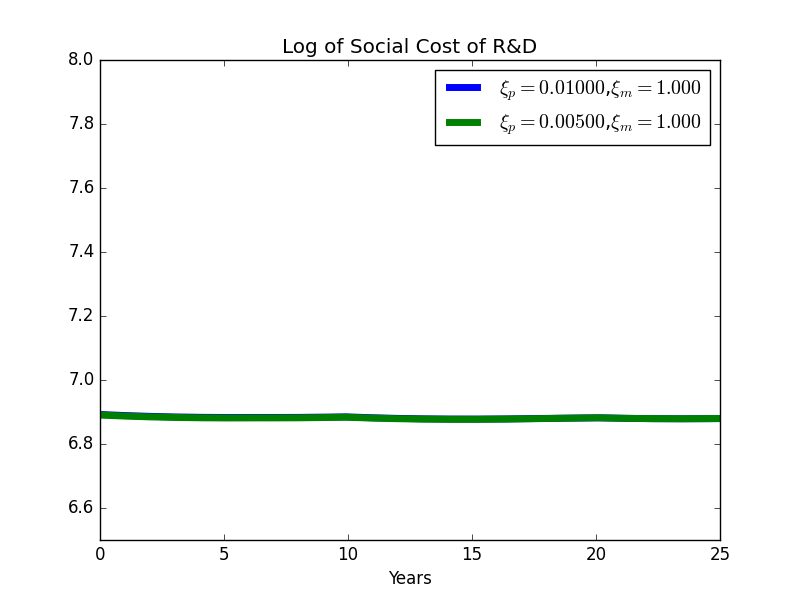 Log of Social Cost of R&D
ξp = 0.01000,ξm = 1.000
ξp = 0.00500,ξm = 1.000
8.0
7.8
7.6
7.4
7.2
7.0
6.8
6.6
0 5 10 15 20 25
Years